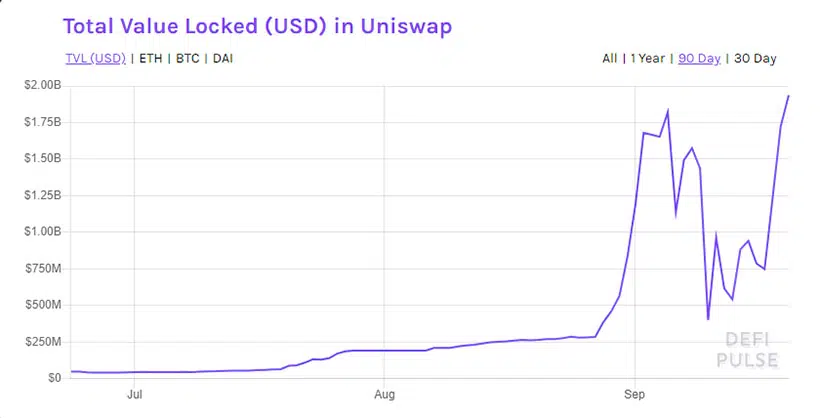 Total Value Locked (USD) in Uniswap
TVL (USD) | ETH | BTC | DAI
All | 1 Year | 90 Day | 30 Day
$2.00B
$1.75B
$1.50B
$1.25B
$1.00B
$750M
$500M
$250M
$0
DEFI
PULSE
Jul
Aug
Sep